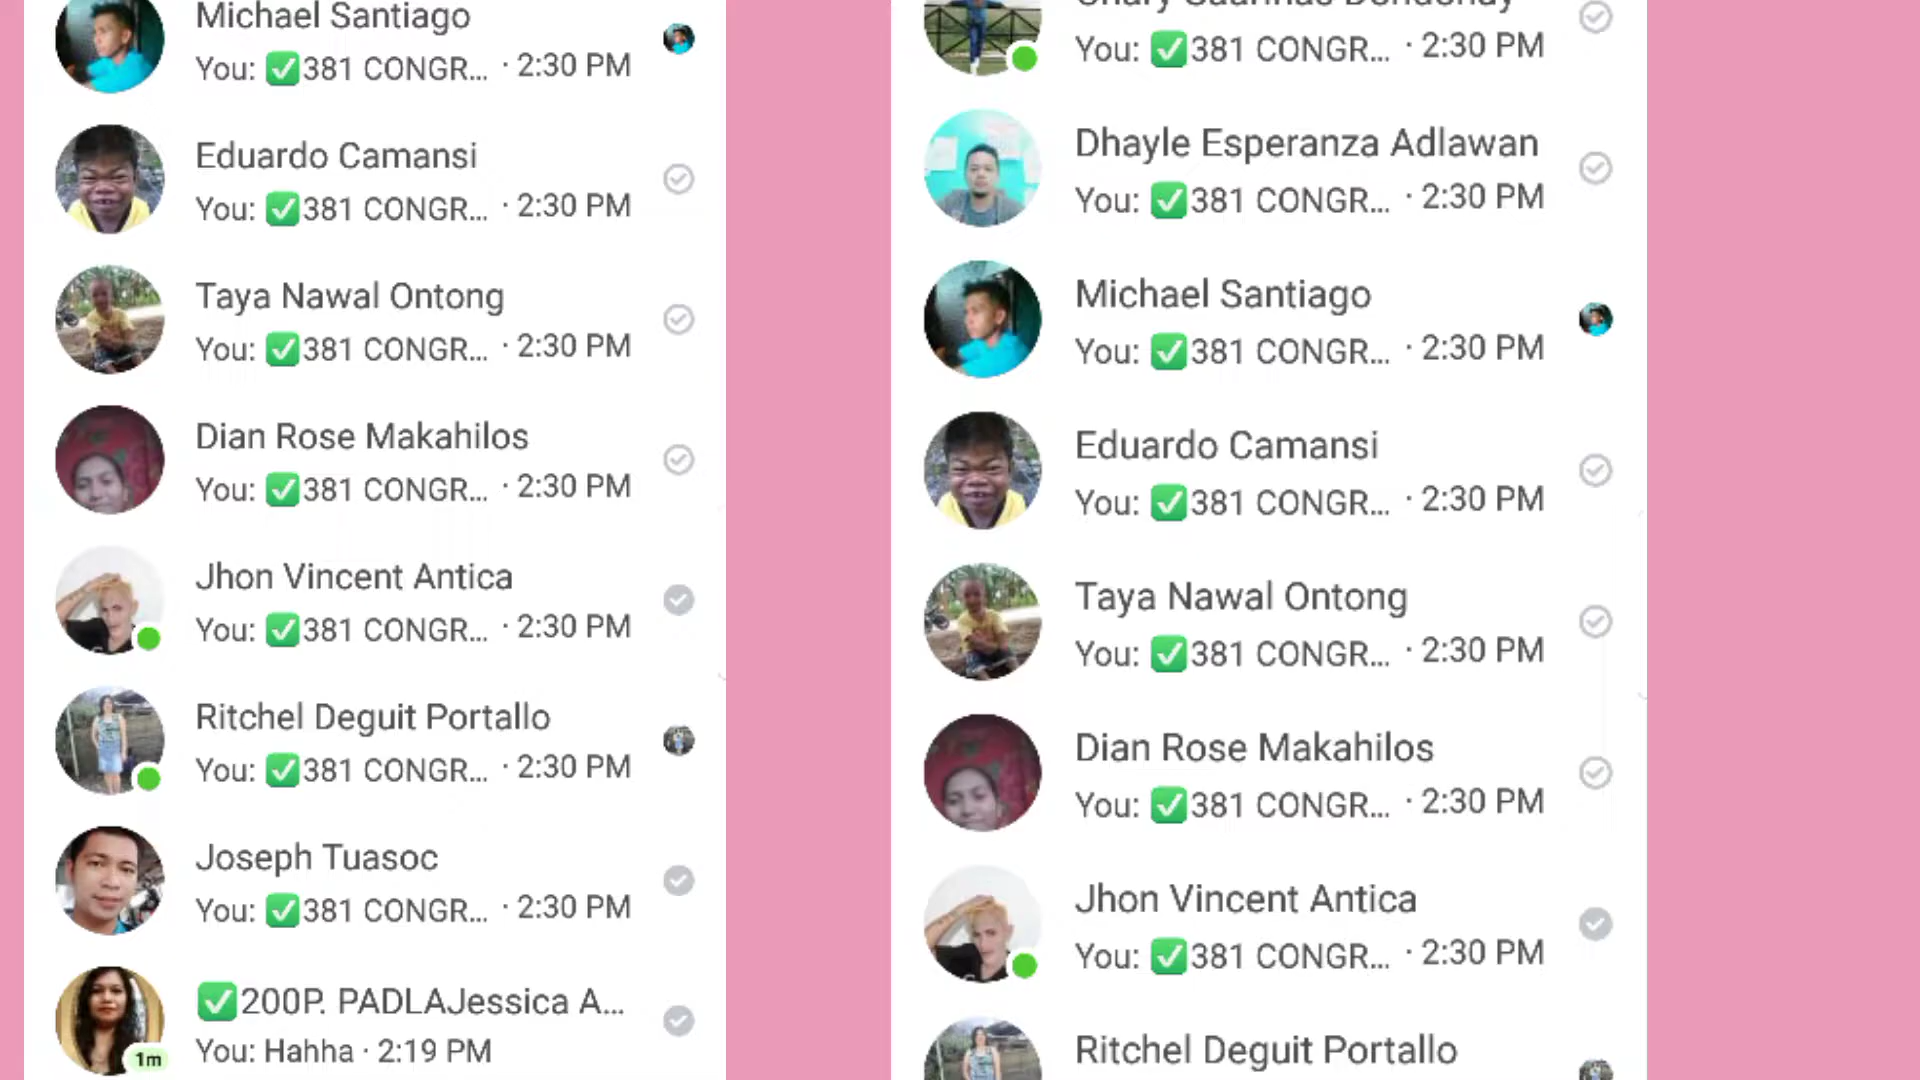 Michael Santiago
You: ✅381 CONGR... · 2:30 PM
Eduardo Camansi
You: ✅381 CONGR... · 2:30 PM
Taya Nawal Ontong
You: ✅381 CONGR... · 2:30 PM
Dian Rose Makahilos
You: ✅381 CONGR... · 2:30 PM
Jhon Vincent Antica
You: ✅381 CONGR... · 2:30 PM
Ritchel Deguit Portallo
You: ✅381 CONGR... · 2:30 PM
Joseph Tuasoc
You: ✅381 CONGR... · 2:30 PM
✅200P. PADLAJessica A...
You: Hahha · 2:19 PM
1m
You: ✅381 CONGR... · 2:30 PM
Dhayle Esperanza Adlawan
You: ✅381 CONGR... · 2:30 PM
Michael Santiago
You: ✅381 CONGR... · 2:30 PM
Eduardo Camansi
You: ✅381 CONGR... · 2:30 PM
Taya Nawal Ontong
You: ✅381 CONGR... · 2:30 PM
Dian Rose Makahilos
You: ✅381 CONGR... · 2:30 PM
Jhon Vincent Antica
You: ✅381 CONGR... · 2:30 PM
Ritchel Deguit Portallo